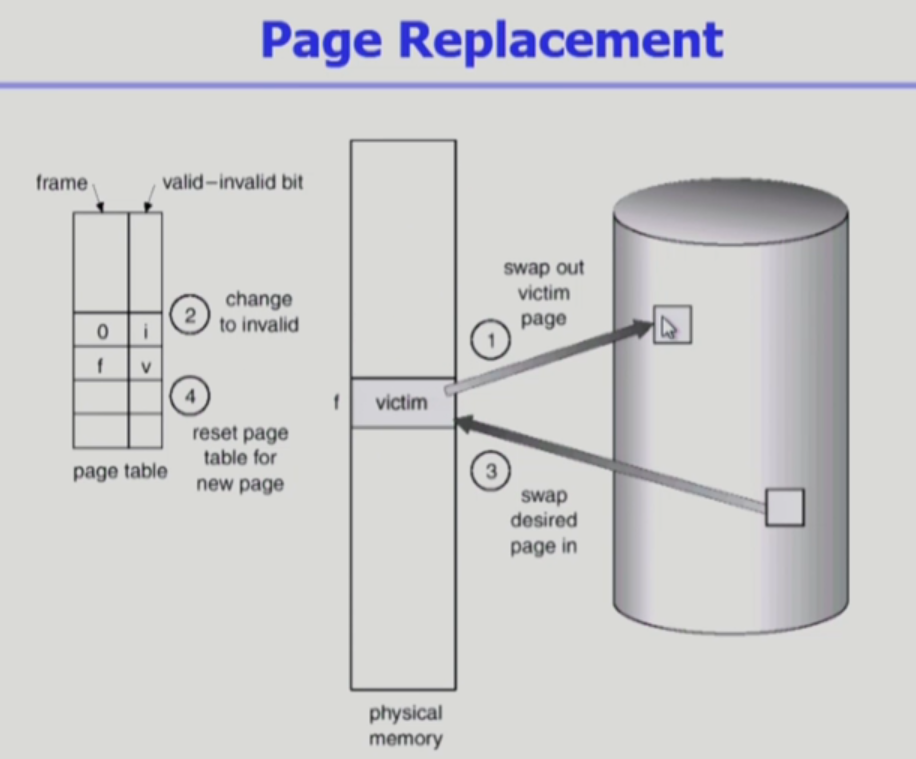 Page Replacement
frame
valid–invalid bit
0 i
f v
2
change
to invalid
4
reset page
table for
new page
page table
f
victim
1
swap out
victim
page
3
swap
desired
page in
physical
memory